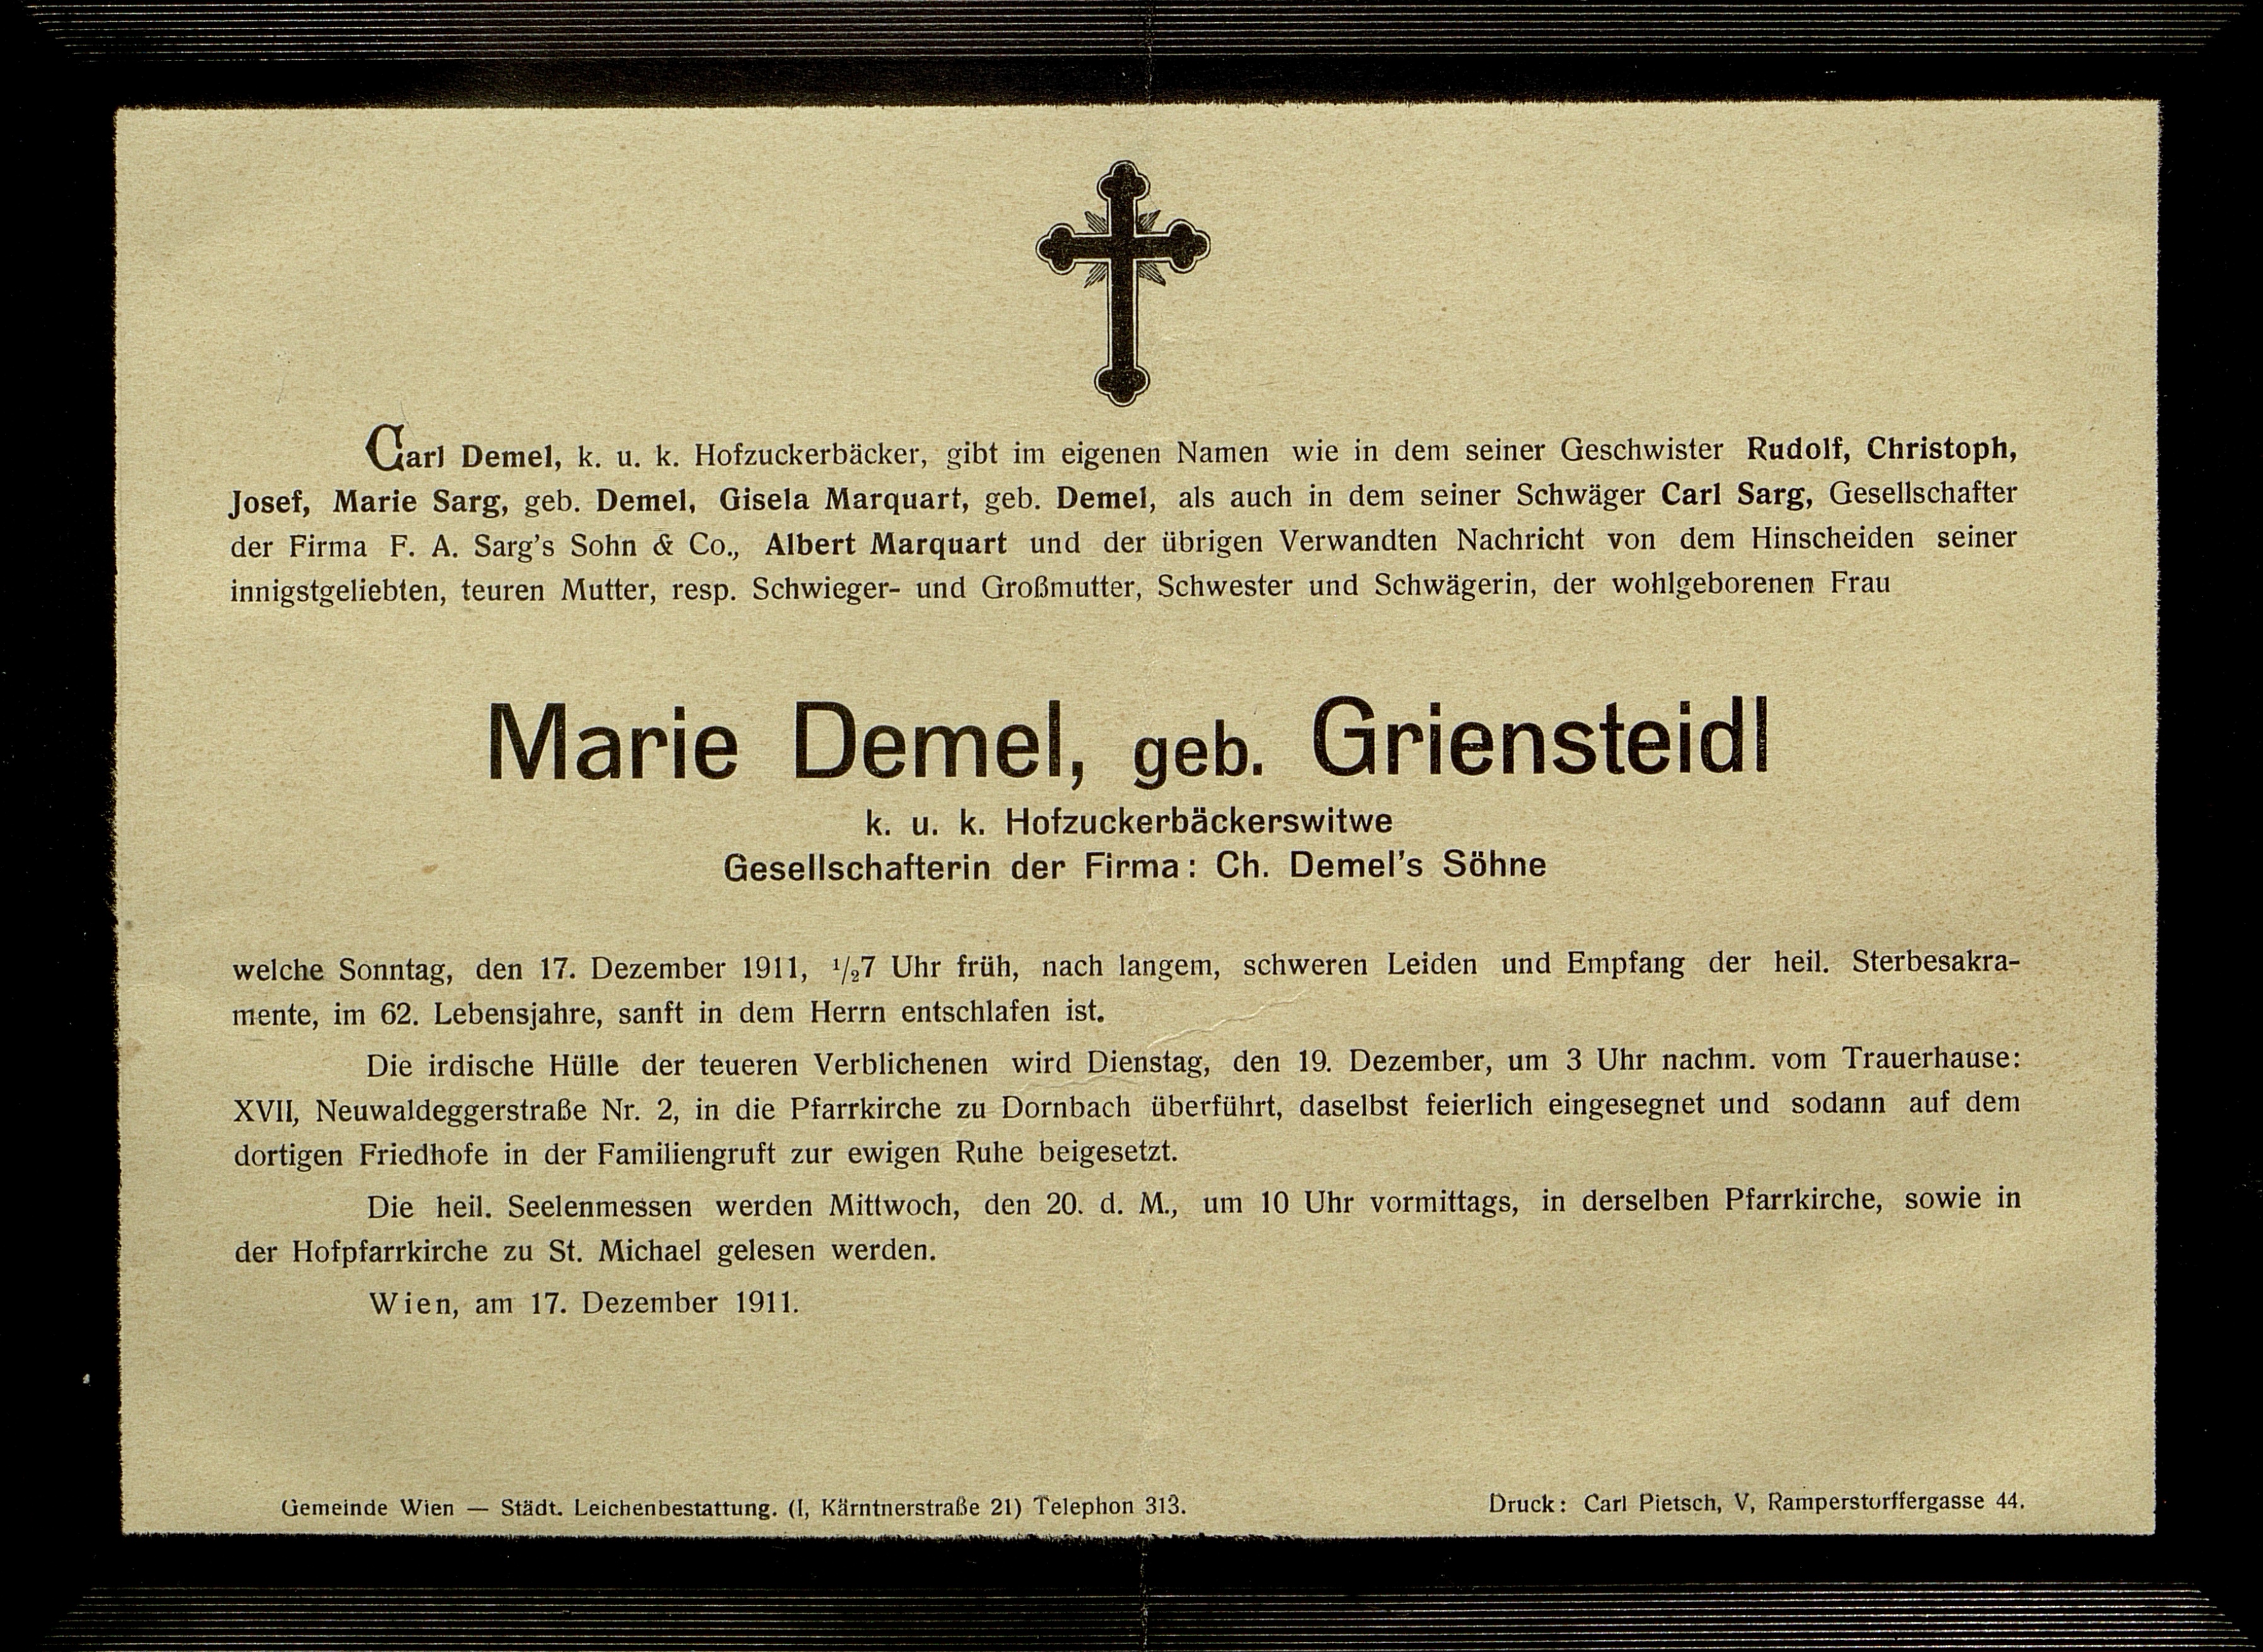 Carl Demel, k. u. k. Hofzuckerbäcker, gibt im eigenen Namen wie in dem seiner Geschwister Rudolf, Christoph,
Josef, Marie Sarg, geb. Demel, Gisela Marquart, geb. Demel, als auch in dem seiner Schwäger Carl Sarg, Gesellschafter
der Firma F. A. Sarg's Sohn & Co., Albert Marquart und der übrigen Verwandten Nachricht von dem Hinscheiden seiner
innigstgeliebten, teuren Mutter, resp. Schwieger- und Großmutter, Schwester und Schwägerin, der wohlgeborenen Frau
Marie Demel, geb. Griensteidl
k. u. k. Hofzuckerbäckerswitwe
Gesellschafterin der Firma: Ch. Demel's Söhne
welche Sonntag, den 17. Dezember 1911, 1/27 Uhr früh, nach langem, schweren Leiden und Empfang der heil. Sterbesakra-
mente, im 62. Lebensjahre, sanft in dem Herrn entschlafen ist.
Die irdische Hülle der teueren Verblichenen wird Dienstag, den 19. Dezember, um 3 Uhr nachm. vom Trauerhause:
XVII, Neuwaldeggerstraße Nr. 2, in die Pfarrkirche zu Dornbach überführt, daselbst feierlich eingesegnet und sodann auf dem
dortigen Friedhofe in der Familiengruft zur ewigen Ruhe beigesetzt.
Die heil. Seelenmessen werden Mittwoch, den 20. d. M., um 10 Uhr vormittags, in derselben Pfarrkirche, sowie in
der Hofpfarrkirche zu St. Michael gelesen werden.
Wien, am 17. Dezember 1911.
Gemeinde Wien — Städt. Leichenbestattung. (I, Kärntnerstraße 21) Telephon 313.
Druck: Carl Pietsch, V, Ramperstorffergasse 44.